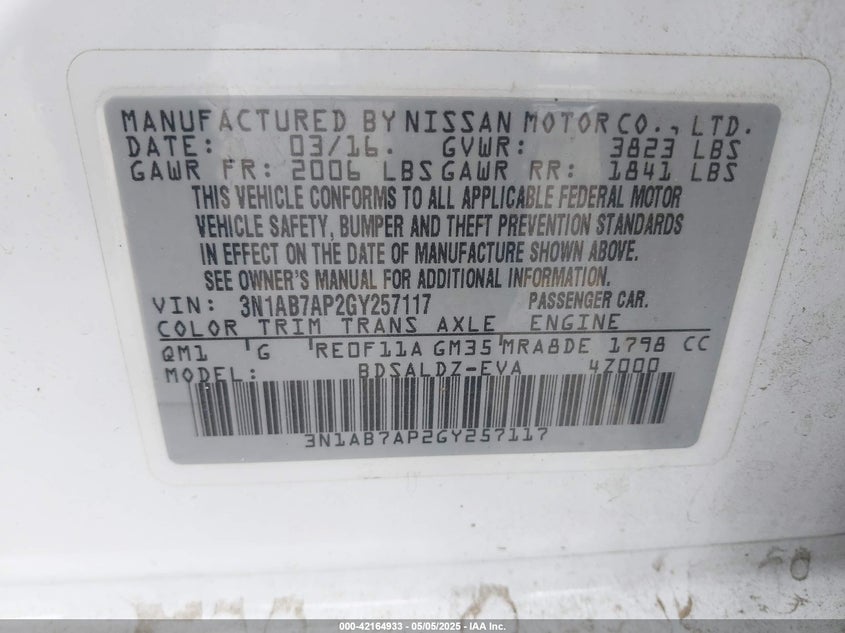 MANUFACTURED BY NISSAN MOTOR CO., LTD.
DATE: 03/16. GVWR: 3823 LBS
GAWR FR: 2006 LBS GAWR RR: 1841 LBS
THIS VEHICLE CONFORMS TO ALL APPLICABLE FEDERAL MOTOR
VEHICLE SAFETY, BUMPER AND THEFT PREVENTION STANDARDS
IN EFFECT ON THE DATE OF MANUFACTURE SHOWN ABOVE.
SEE OWNER'S MANUAL FOR ADDITIONAL INFORMATION.
VIN: 3N1AB7AP2GY257117 PASSENGER CAR.
COLOR TRIM TRANS AXLE ENGINE
QM1 G RE0F11A GM35 MRA8DE 1798 CC
MODEL: BDSALDZ-EVA 4Z000
3N1AB7AP2GY257117
000-42164933 - 05/05/2025 - IAA Inc.